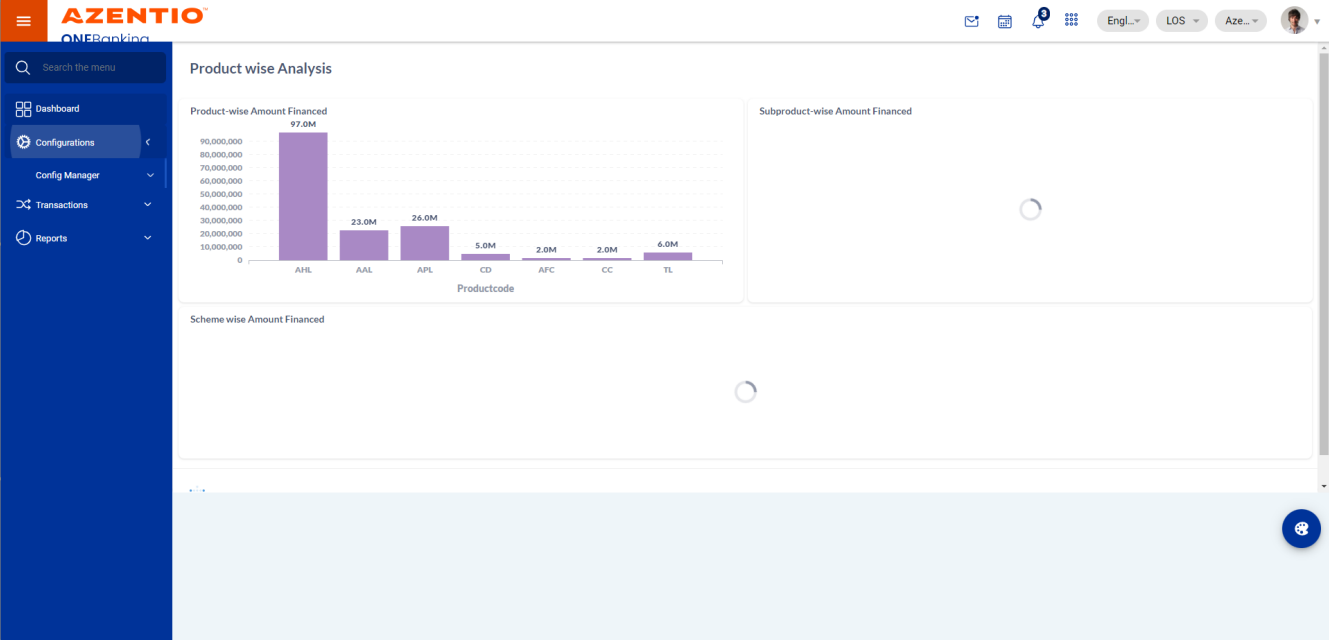 AZENTIO™
ONEBanking
3
Engl...
LOS
Aze...
Search the menu
Dashboard
Configurations
Config Manager
Transactions
Reports
Product wise Analysis
Product-wise Amount Financed
97.0M
90,000,000
80,000,000
70,000,000
60,000,000
50,000,000
40,000,000
30,000,000
20,000,000
10,000,000
0
23.0M
26.0M
5.0M
2.0M
2.0M
6.0M
AHL AAL APL CD AFC CC TL
Productcode
Subproduct-wise Amount Financed
Scheme wise Amount Financed